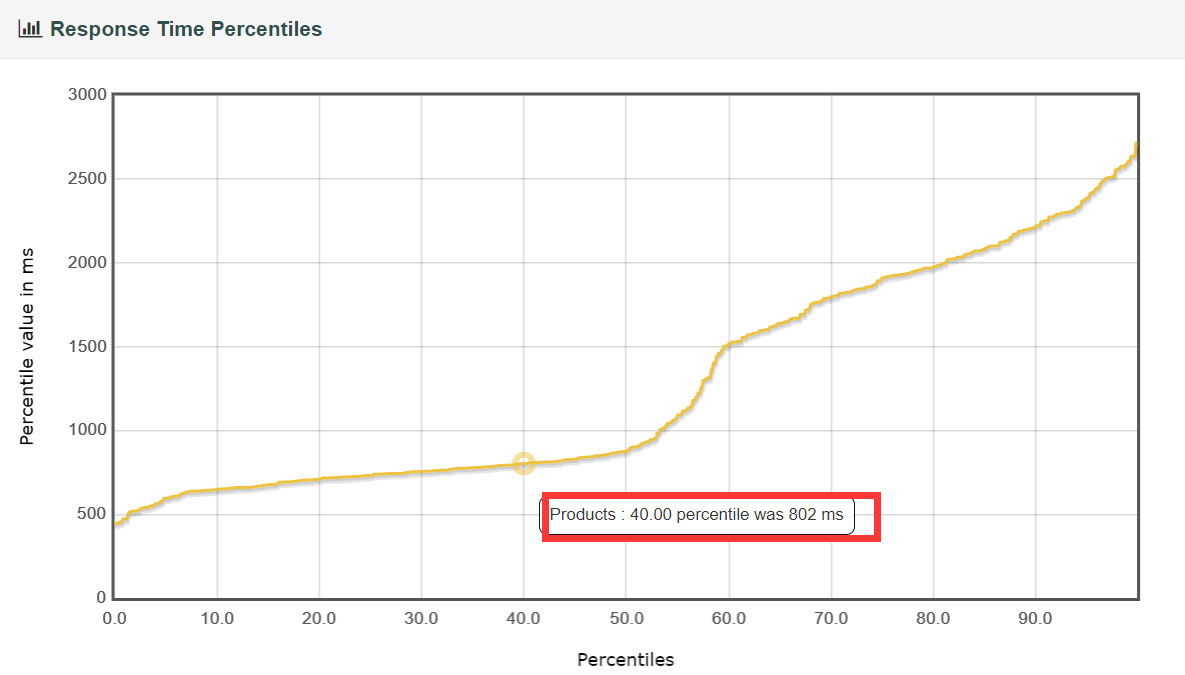 Response Time Percentiles
3000
2500
2000
1500
1000
500
0
Percentile value in ms
Products : 40.00 percentile was 802 ms
0.0 10.0 20.0 30.0 40.0 50.0 60.0 70.0 80.0 90.0
Percentiles